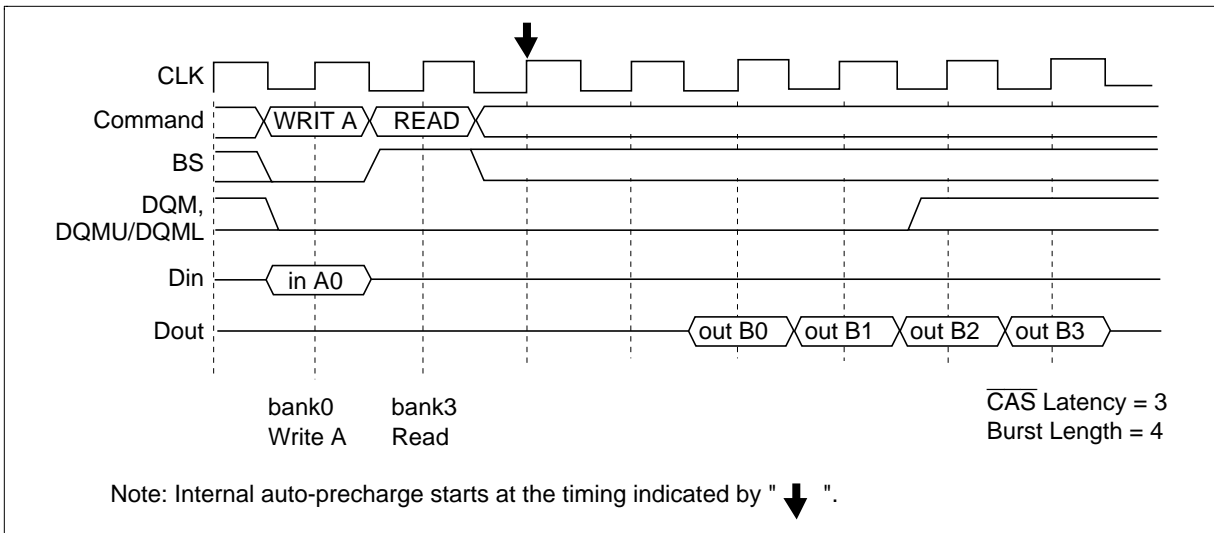 CLK
Command WRIT A READ
BS
DQM,
DQMU/DQML
Din in A0
Dout out B0 out B1 out B2 out B3
bank0 bank3
Write A Read
CAS Latency = 3
Burst Length = 4
Note: Internal auto-precharge starts at the timing indicated by " ".